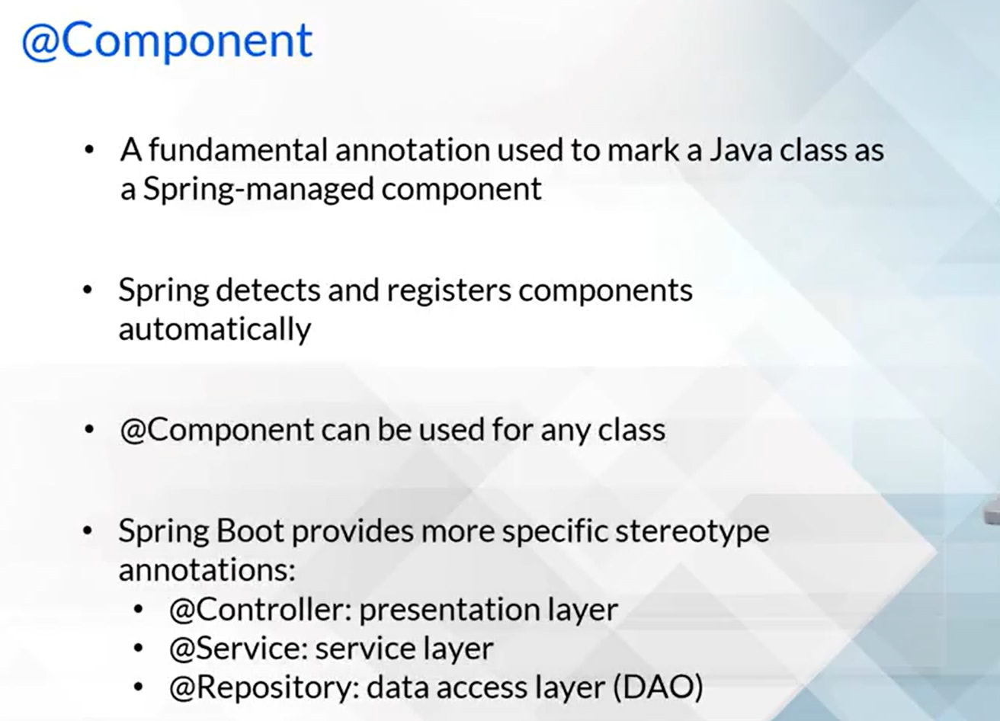 @Component
• A fundamental annotation used to mark a Java class as
a Spring-managed component
• Spring detects and registers components
automatically
• @Component can be used for any class
• Spring Boot provides more specific stereotype
annotations:
• @Controller: presentation layer
• @Service: service layer
• @Repository: data access layer (DAO)